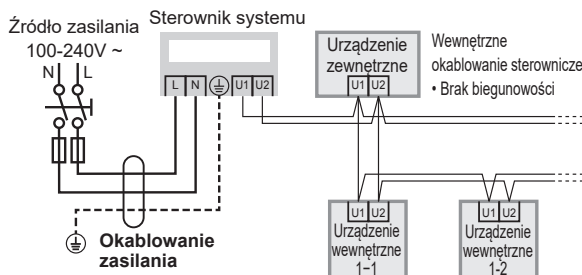 Źródło zasilania
100-240V ~
N L
Sterownik systemu
L N U1 U2
Urządzenie
zewnętrzne
U1 U2
Wewnętrzne
okablowanie sterownicze
• Brak biegunowości
Okablowanie
zasilania
U1 U2
Urządzenie
wewnętrzne
1-1
U1 U2
Urządzenie
wewnętrzne
1-2